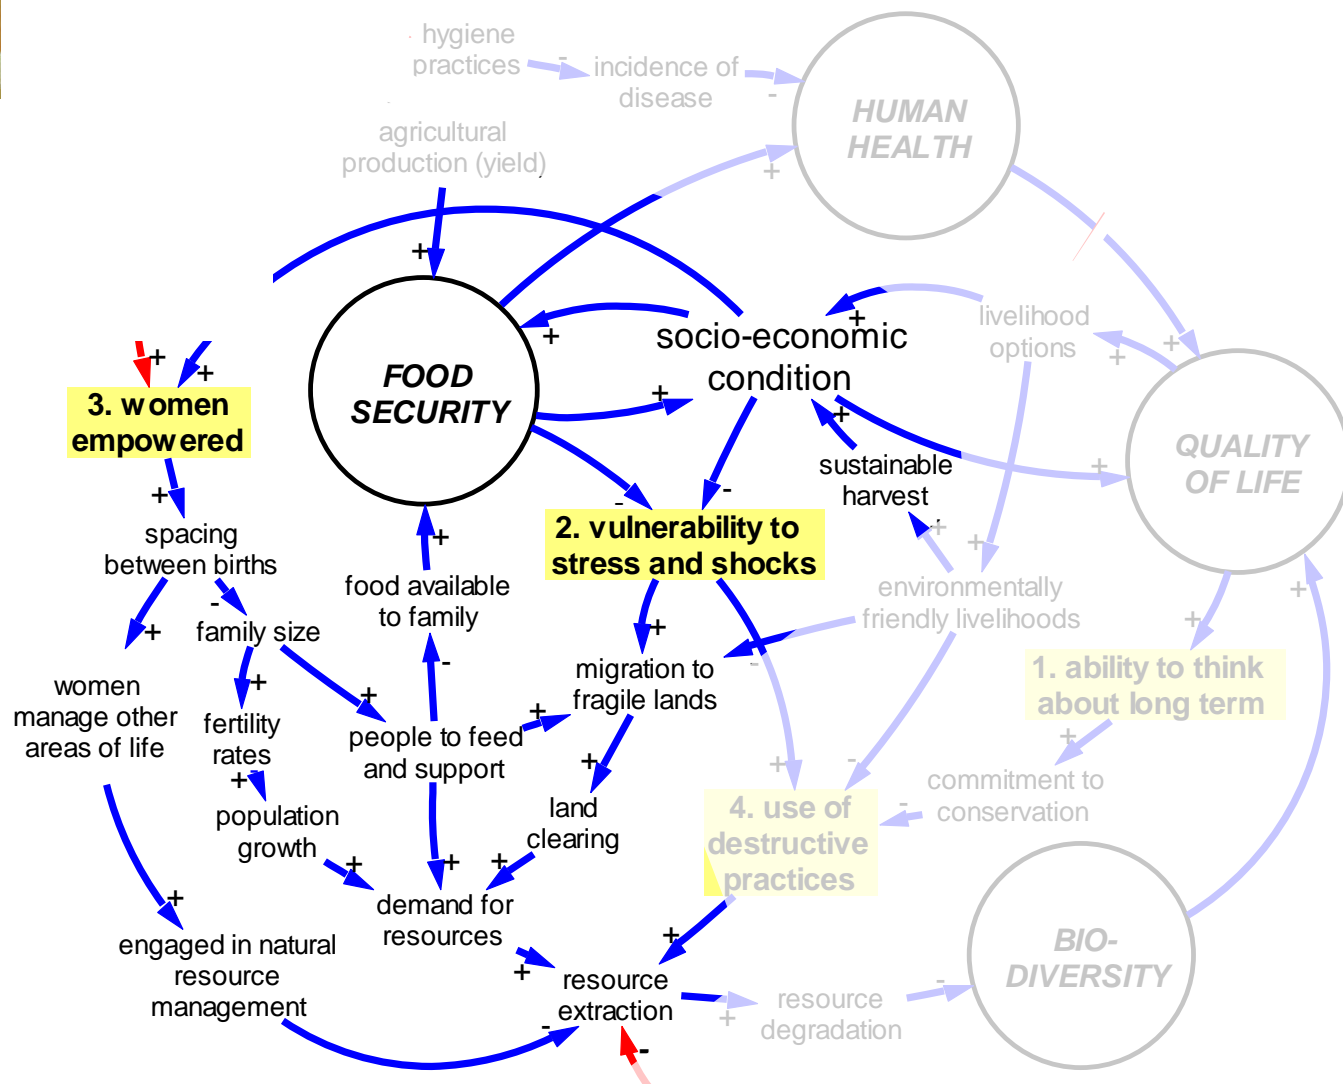 hygiene
practices
incidence of
disease
HUMAN
HEALTH
agricultural
production (yield)
livelihood
options
socio-economic
condition
FOOD
SECURITY
3. women
empowered
QUALITY
OF LIFE
sustainable
harvest
2. vulnerability to
stress and shocks
spacing
between births
food available
to family
environmentally
friendly livelihoods
family size
migration to
fragile lands
1. ability to think
about long term
women
manage other
areas of life
fertility
rates
people to feed
and support
commitment to
conservation
land
clearing
4. use of
destructive
practices
population
growth
demand for
resources
engaged in natural
resource
management
BIO-
DIVERSITY
resource
extraction
resource
degradation